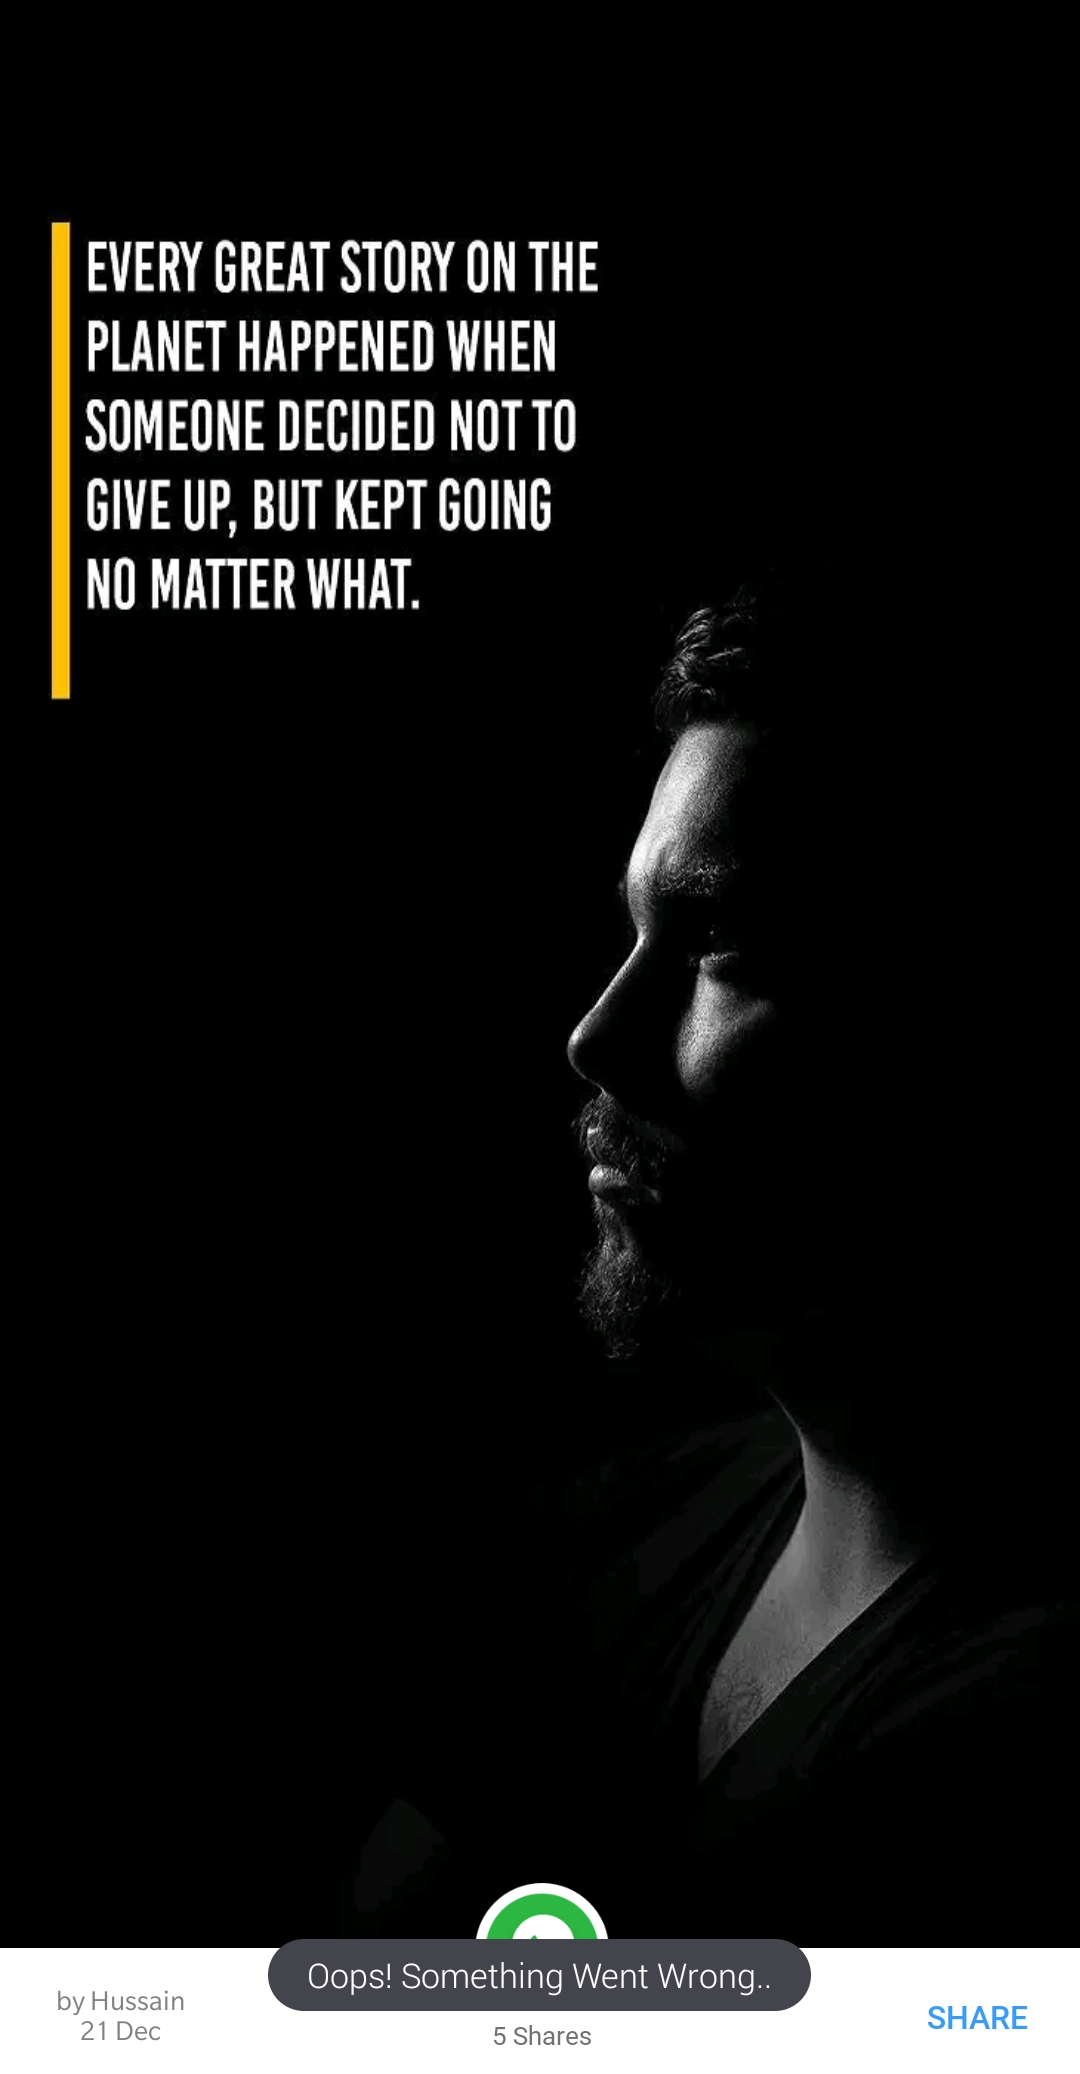 EVERY GREAT STORY ON THE
PLANET HAPPENED WHEN
SOMEONE DECIDED NOT TO
GIVE UP, BUT KEPT GOING
NO MATTER WHAT.
Oops! Something Went Wrong..
by Hussain
21 Dec
5 Shares
SHARE